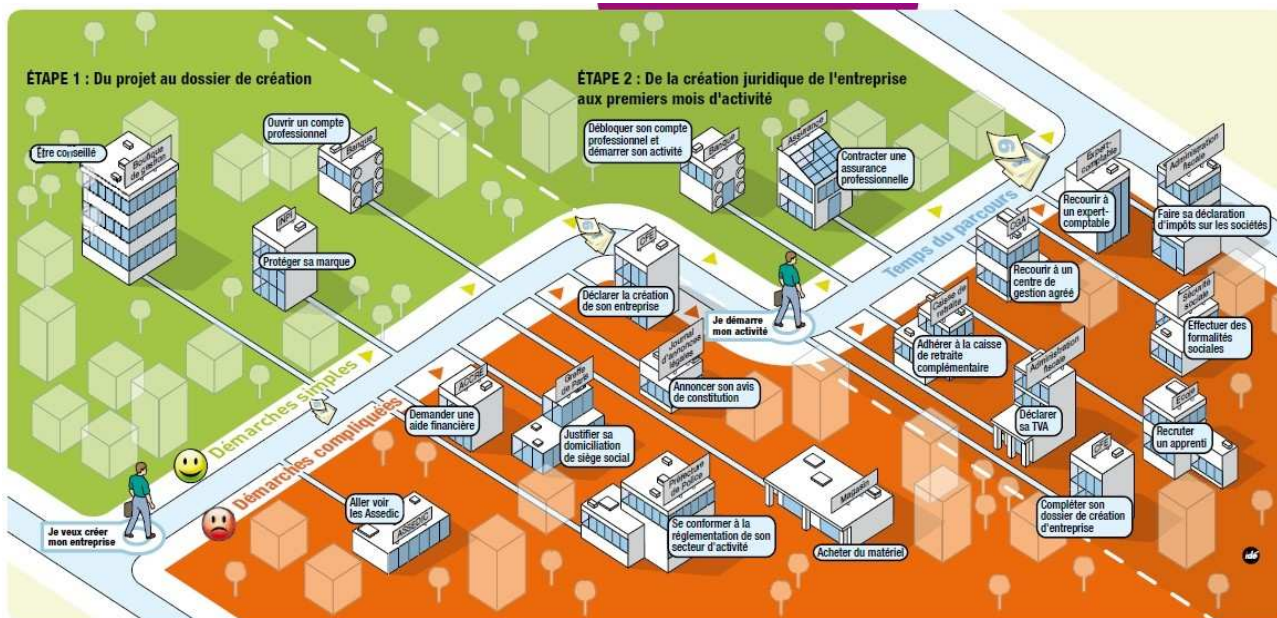 ÉTAPE 1 : Du projet au dossier de création
Être conseillé
Boutique
de gestion
Ouvrir un compte
professionnel
Banque
INPI
Protéger sa marque
Démarches simples
Démarches compliquées
Je veux créer
mon entreprise
Aller voir
les Assedic
ASSEDIC
ACCRE
Demander une
aide financière
Greffe
de Paris
Justifier sa
domiciliation
de siège social
Préfecture
de Police
Se conformer à la
réglementation de son
secteur d'activité
CFE
Déclarer la création
de son entreprise
Journal
d'annonces
légales
Annoncer son avis
de constitution
Magasin
Acheter du matériel
ÉTAPE 2 : De la création juridique de l'entreprise
aux premiers mois d'activité
Débloquer son compte
professionnel et
démarrer son activité
Banque
Assurance
Contracter une
assurance
professionnelle
Je démarre
mon activité
Temps du parcours
Expert-
comptable
Recourir à
un expert-
comptable
Administration
fiscale
Faire sa déclaration
d'impôts sur les sociétés
CGA
Recourir à un
centre de
gestion agréé
Caisse de
retraite
Adhérer à la caisse
de retraite
complémentaire
Sécurité
sociale
Effectuer des
formalités
sociales
Administration
fiscale
Déclarer
sa TVA
École
Recruter
un apprenti
CFE
Compléter son
dossier de création
d'entreprise
idé